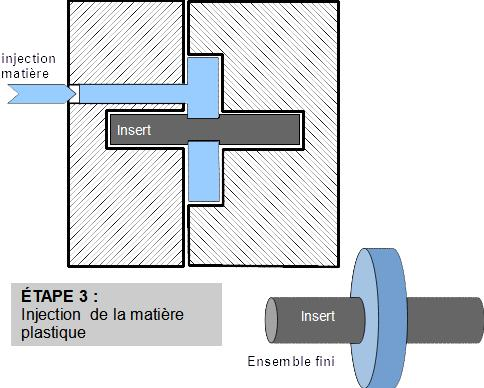 injection
matière
Insert
ÉTAPE 3 :
Injection de la matière
plastique
Insert
Ensemble fini